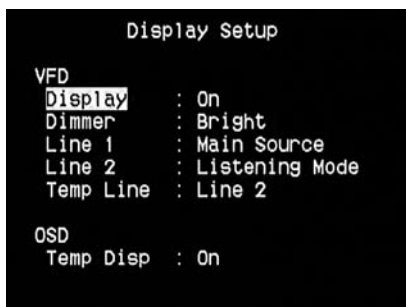 Display Setup
VFD
Display : On
Dimmer : Bright
Line 1 : Main Source
Line 2 : Listening Mode
Temp Line : Line 2
OSD
Temp Disp : On